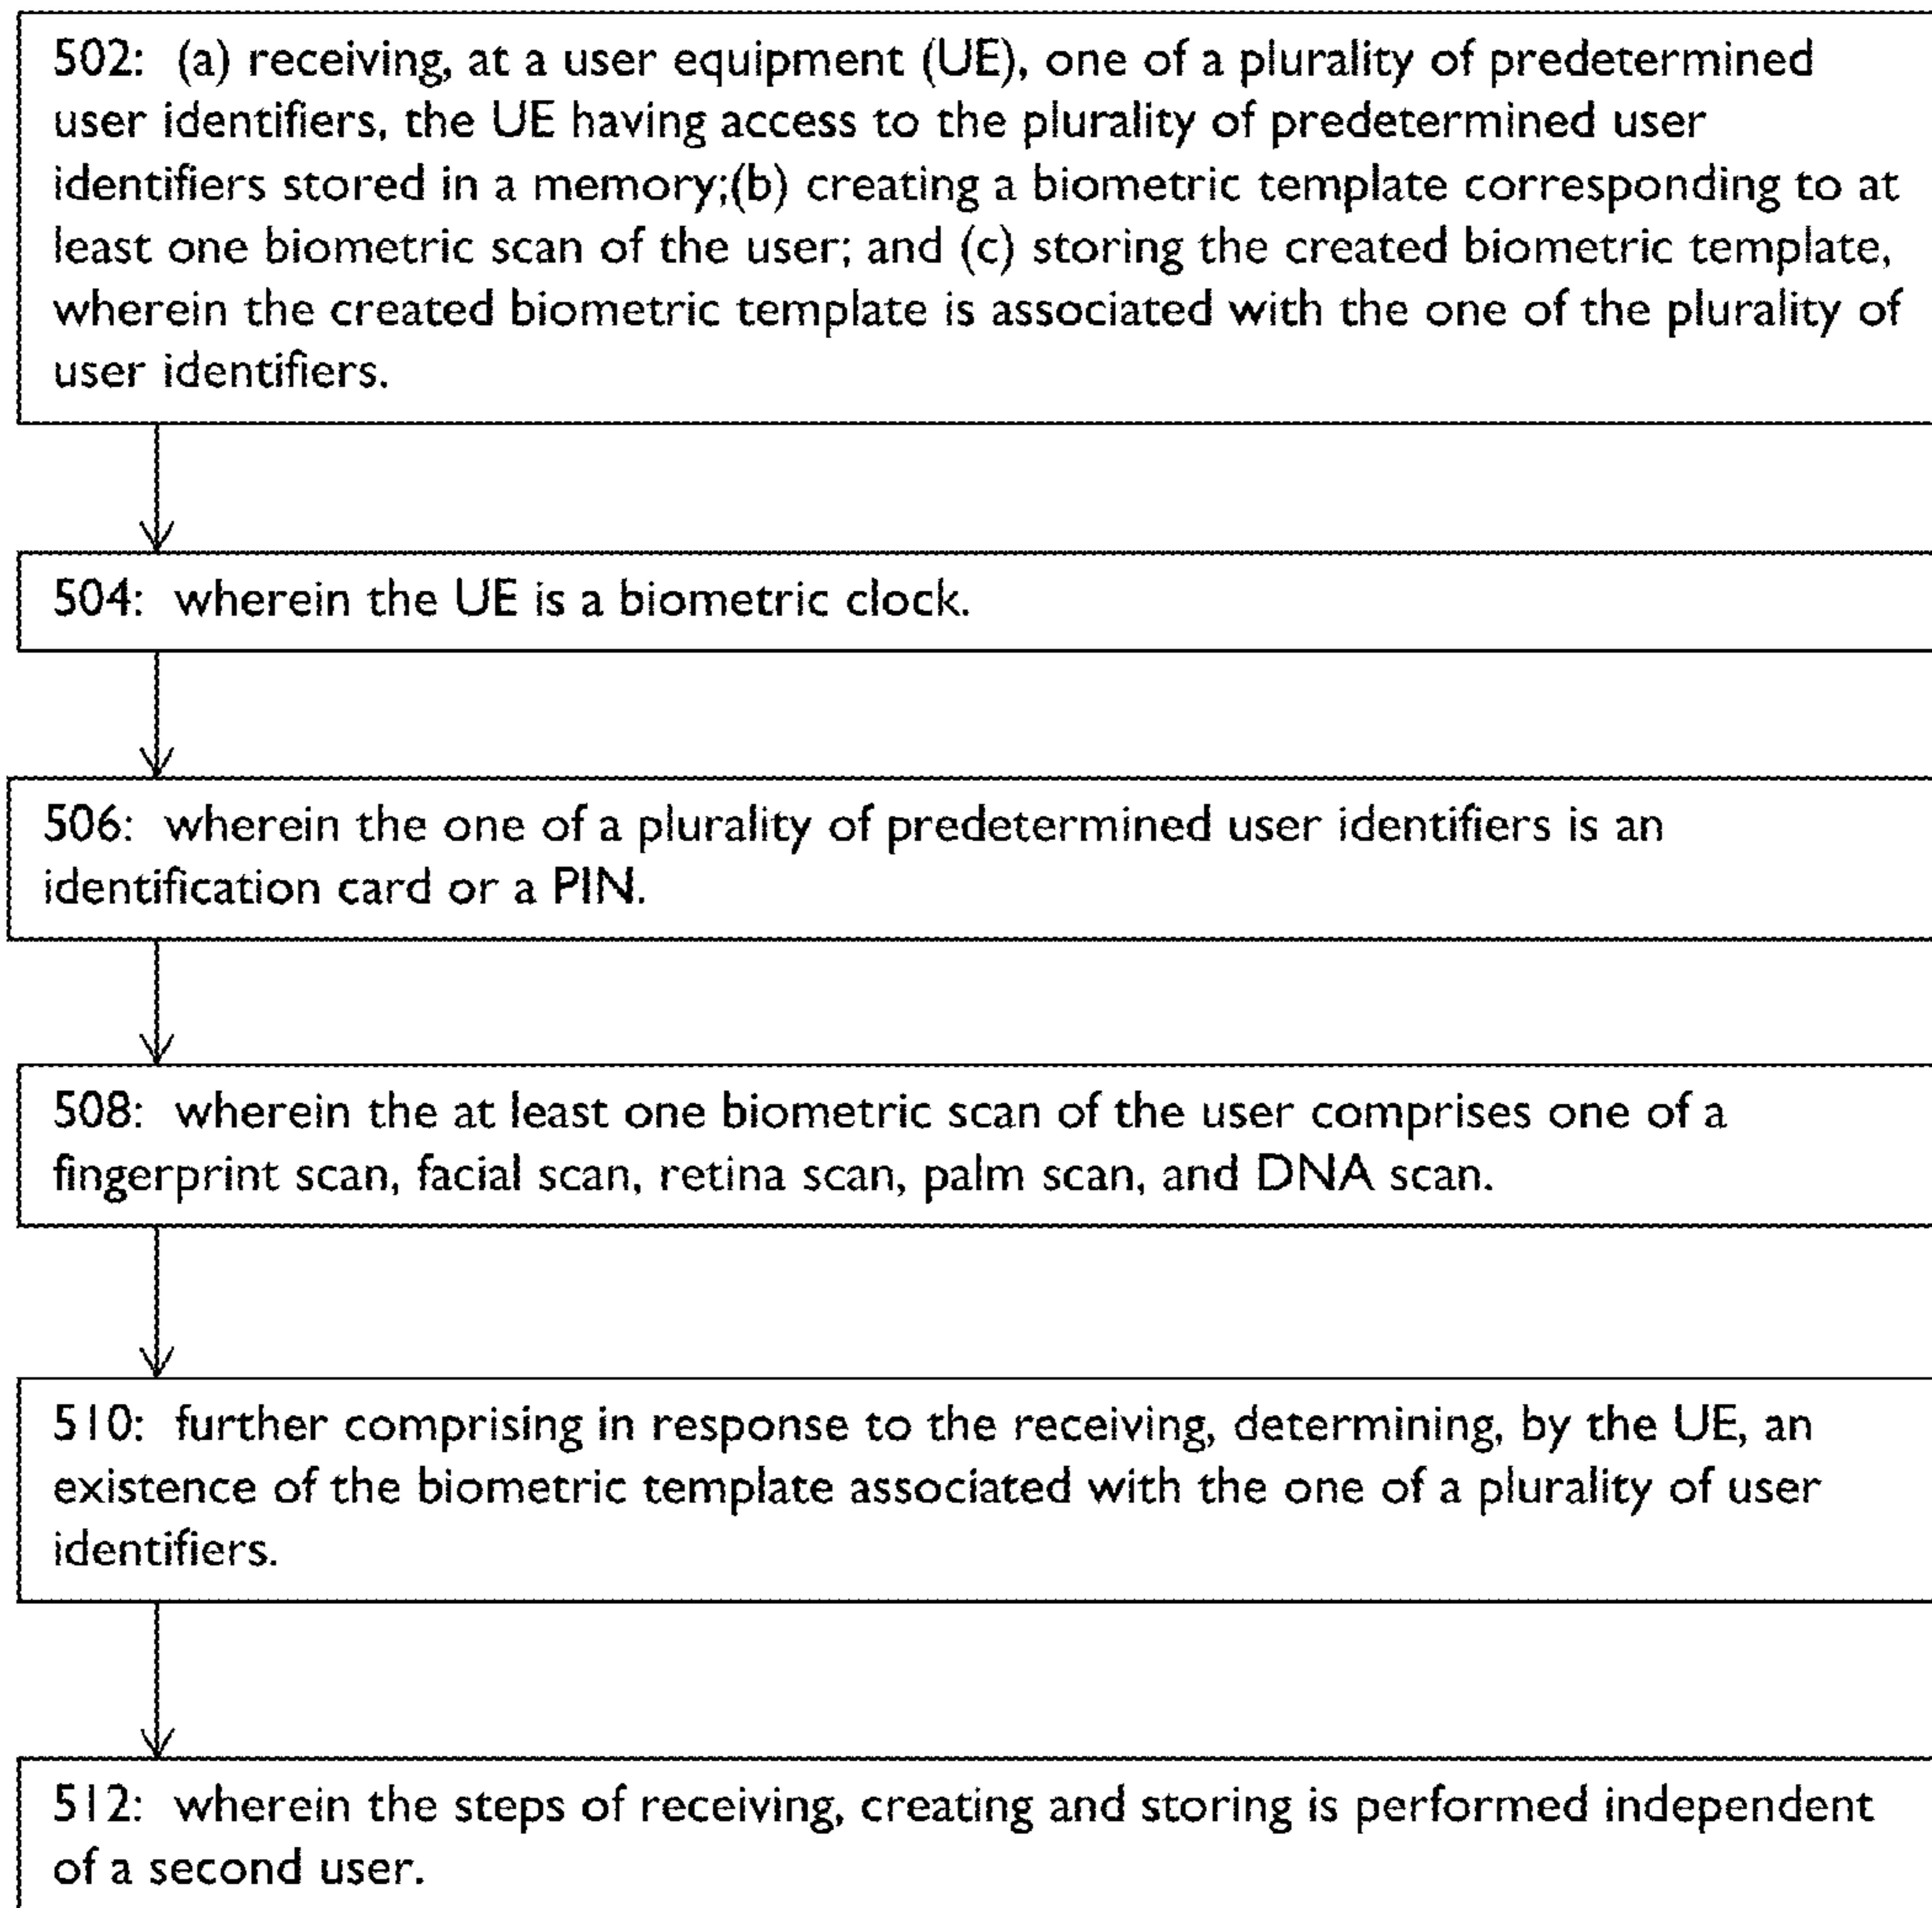 502: (a) receiving, at a user equipment (UE), one of a plurality of predetermined
user identifiers, the UE having access to the plurality of predetermined user
identifiers stored in a memory;(b) creating a biometric template corresponding to at
least one biometric scan of the user; and (c) storing the created biometric template,
wherein the created biometric template is associated with the one of the plurality of
user identifiers.
504: wherein the UE is a biometric clock.
506: wherein the one of a plurality of predetermined user identifiers is an
identification card or a PIN.
508: wherein the at least one biometric scan of the user comprises one of a
fingerprint scan, facial scan, retina scan, palm scan, and DNA scan.
510: further comprising in response to the receiving, determining, by the UE, an
existence of the biometric template associated with the one of a plurality of user
identifiers.
512: wherein the steps of receiving, creating and storing is performed independent
of a second user.